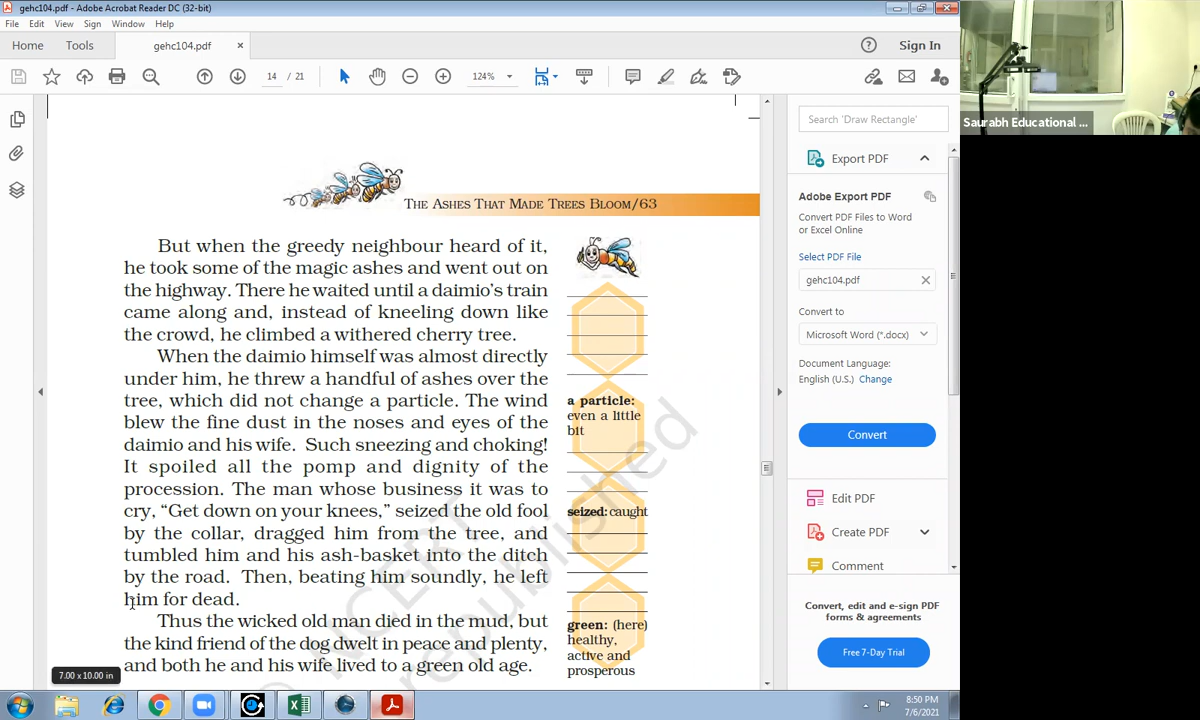 gehc104.pdf - Adobe Acrobat Reader DC (32-bit)
File Edit View Sign Window Help
Home Tools gehc104.pdf × Sign In
14 / 21 124%
Saurabh Educational ...
Search 'Draw Rectangle'
Export PDF
Adobe Export PDF
Convert PDF Files to Word
or Excel Online
Select PDF File
gehc104.pdf
Convert to
Microsoft Word (*.docx)
Document Language:
English (U.S.) Change
Convert
Edit PDF
Create PDF
Comment
Convert, edit and e-sign PDF
forms & agreements
Free 7-Day Trial
THE ASHES THAT MADE TREES BLOOM/63
But when the greedy neighbour heard of it,
he took some of the magic ashes and went out on
the highway. There he waited until a daimio's train
came along and, instead of kneeling down like
the crowd, he climbed a withered cherry tree.
When the daimio himself was almost directly
under him, he threw a handful of ashes over the
tree, which did not change a particle. The wind
blew the fine dust in the noses and eyes of the
daimio and his wife. Such sneezing and choking!
It spoiled all the pomp and dignity of the
procession. The man whose business it was to
cry, “Get down on your knees,” seized the old fool
by the collar, dragged him from the tree, and
tumbled him and his ash-basket into the ditch
by the road. Then, beating him soundly, he left
him for dead.
Thus the wicked old man died in the mud, but
the kind friend of the dog dwelt in peace and plenty,
and both he and his wife lived to a green old age.
a particle:
even a little
bit
seized: caught
green: (here)
healthy,
active and
prosperous
© NCERT
republished
7.00 x 10.00 in
8:50 PM
7/6/2021